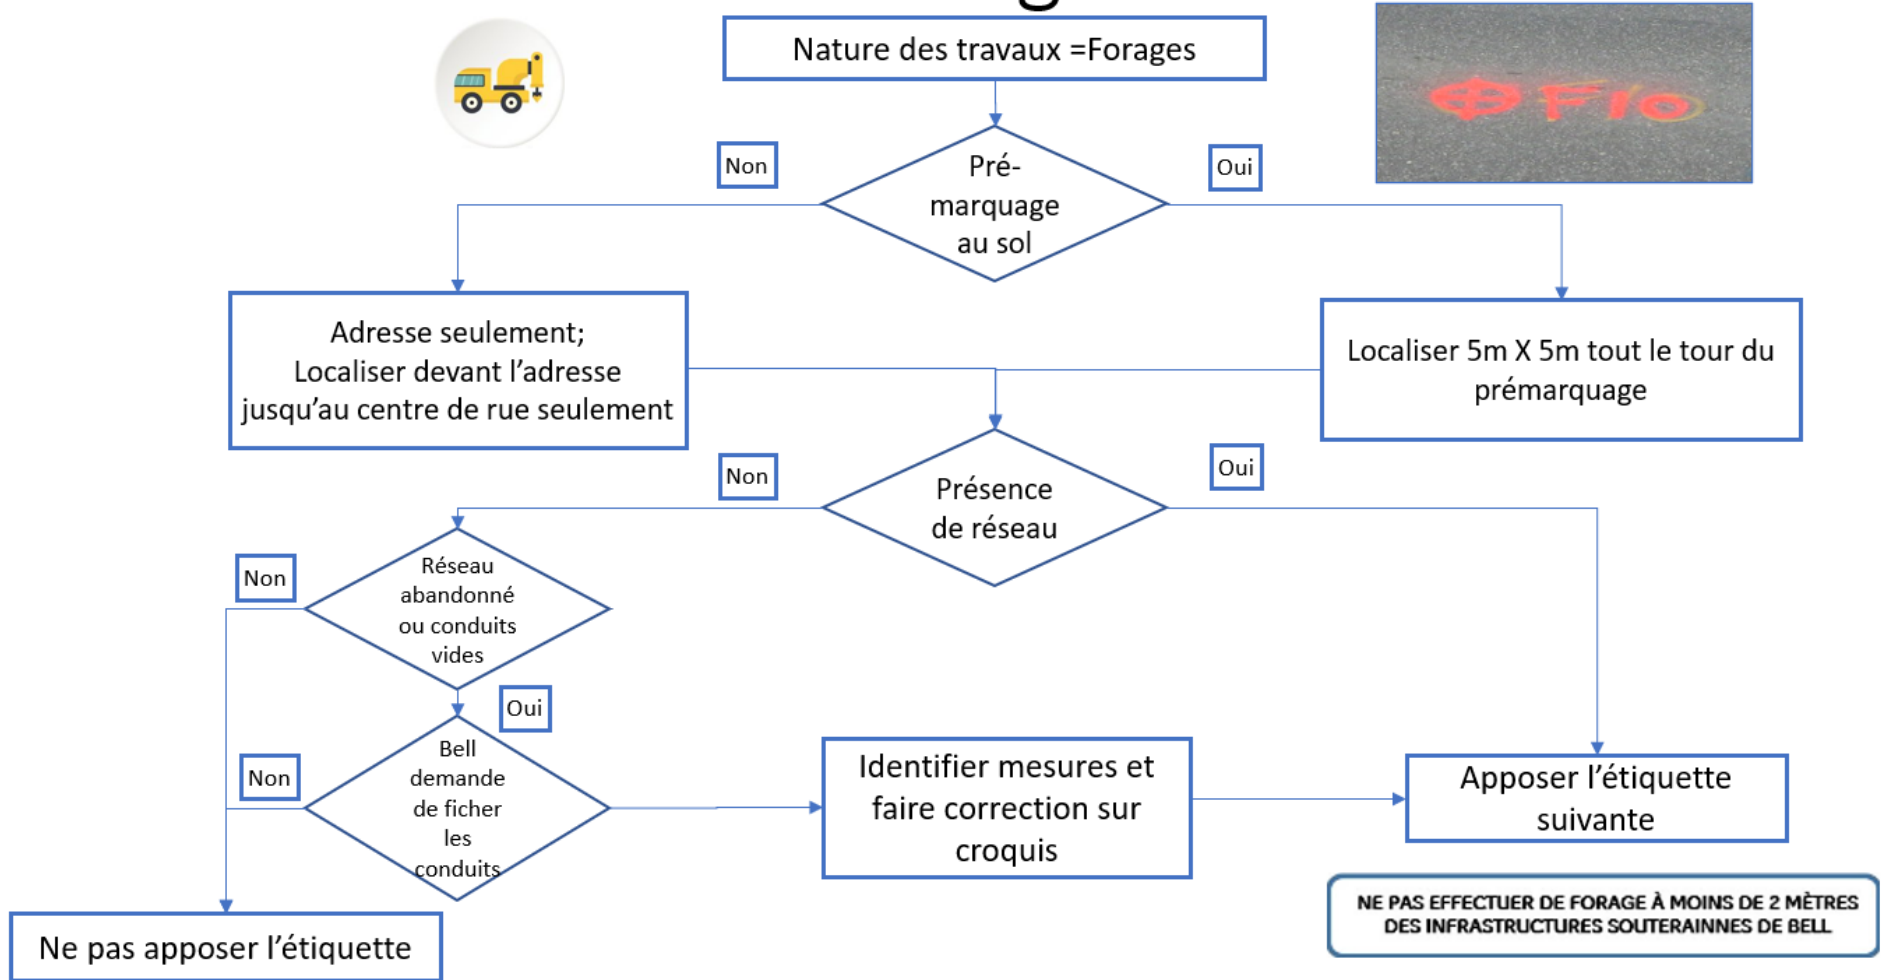 Nature des travaux =Forages
Non
Pré-
marquage
au sol
Oui
F10
Adresse seulement;
Localiser devant l'adresse
jusqu'au centre de rue seulement
Localiser 5m X 5m tout le tour du
prémarquage
Non
Présence
de réseau
Oui
Non
Réseau
abandonné
ou conduits
vides
Oui
Non
Bell
demande
de ficher
les
conduits
Identifier mesures et
faire correction sur
croquis
Apposer l'étiquette
suivante
Ne pas apposer l'étiquette
NE PAS EFFECTUER DE FORAGE À MOINS DE 2 MÈTRES
DES INFRASTRUCTURES SOUTERAINNES DE BELL